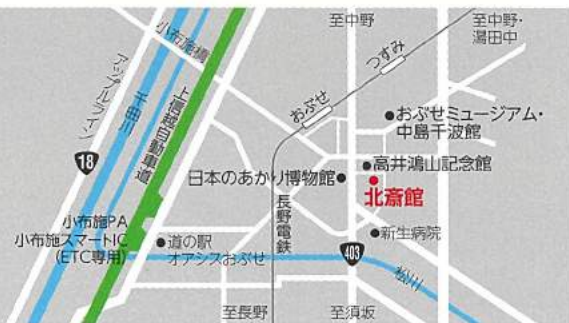 至中野
至中野・
湯田中
小布施橋
つすみ
アップルライン
千曲川
上信越自動車道
おぶせ
おぶせミュージアム・
中島千波館
18
高井鴻山記念館
日本のあかり博物館
北斎館
長野電鉄
小布施PA
小布施スマートIC
(ETC専用)
道の駅
オアシスおぶせ
新生病院
403
松川
至長野
至須坂